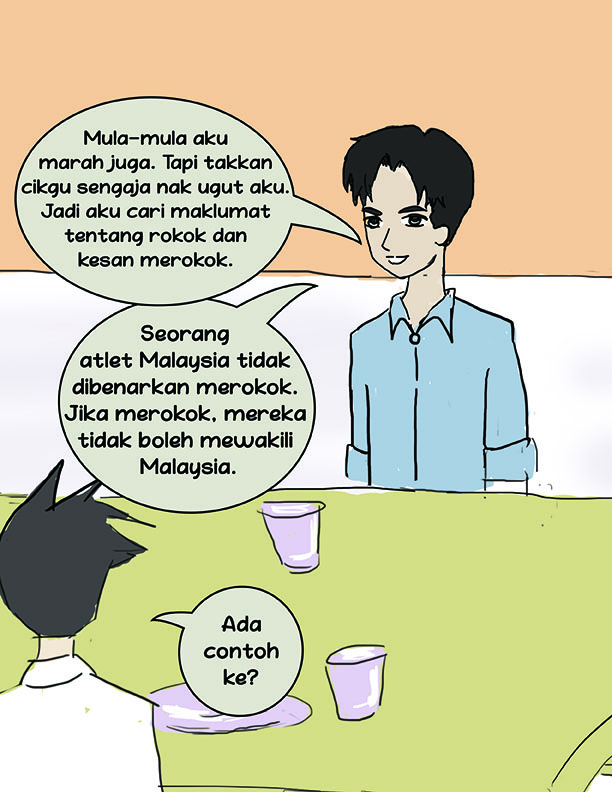 Mula-mula aku
marah juga. Tapi takkan
cikgu sengaja nak ugut aku.
Jadi aku cari maklumat
tentang rokok dan
kesan merokok.
Seorang
atlet Malaysia tidak
dibenarkan merokok.
Jika merokok, mereka
tidak boleh mewakili
Malaysia.
Ada
contoh
ke?